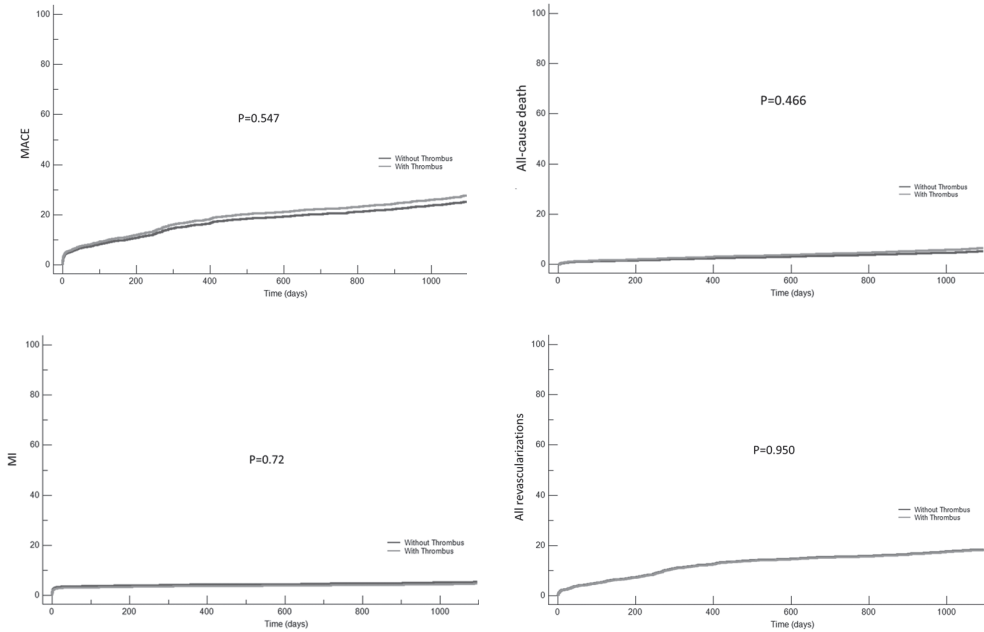 100
80
60
40
20
0
MACE
P=0.547
Without Thrombus
With Thrombus
0 200 400 600 800 1000
Time (days)
100
80
60
40
20
0
All-cause death
P=0.466
Without Thrombus
With Thrombus
0 200 400 600 800 1000
Time (days)
100
80
60
40
20
0
MI
P=0.72
Without Thrombus
With Thrombus
0 200 400 600 800 1000
Time (days)
100
80
60
40
20
0
All revascularizations
P=0.950
Without Thrombus
With Thrombus
0 200 400 600 800 1000
Time (days)